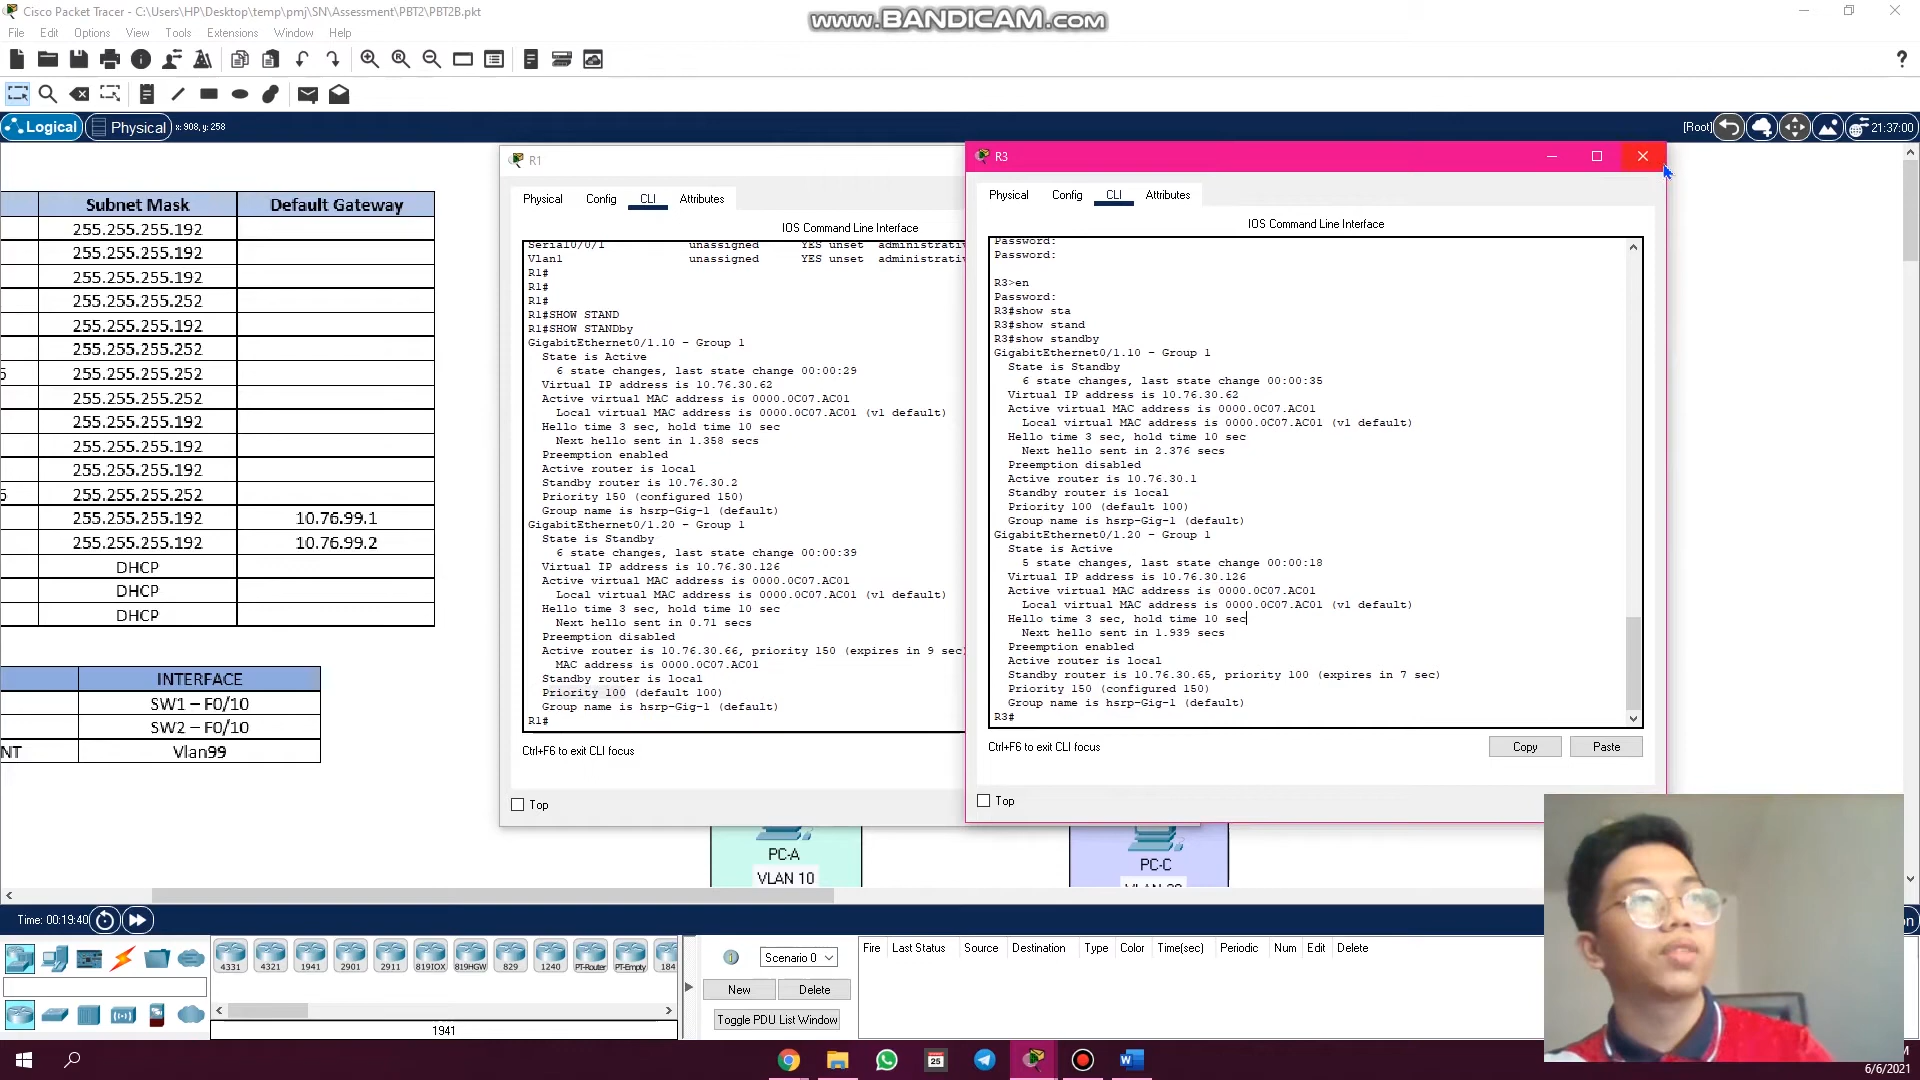 Cisco Packet Tracer - C:\Users\HP\Desktop\temp\pmj\SN\Assessment\PBT2\PBT2B.pkt
www.BANDICAM.com
File Edit Options View Tools Extensions Window Help
Logical Physical x: 908, y: 258
[Root] 21:37:00
Subnet Mask Default Gateway
255.255.255.192
255.255.255.192
255.255.255.192
255.255.255.252
255.255.255.192
255.255.255.252
5 255.255.255.252
255.255.255.252
255.255.255.192
255.255.255.192
255.255.255.192
5 255.255.255.252
255.255.255.192 10.76.99.1
255.255.255.192 10.76.99.2
DHCP
DHCP
DHCP
INTERFACE
SW1 – F0/10
SW2 – F0/10
NT Vlan99
R1
Physical Config CLI Attributes
IOS Command Line Interface
Serial0/0/1 unassigned YES unset administrativ
Vlan1 unassigned YES unset administrativ
R1#
R1#
R1#
R1#SHOW STAND
R1#SHOW STANDby
GigabitEthernet0/1.10 - Group 1
State is Active
6 state changes, last state change 00:00:29
Virtual IP address is 10.76.30.62
Active virtual MAC address is 0000.0C07.AC01
Local virtual MAC address is 0000.0C07.AC01 (v1 default)
Hello time 3 sec, hold time 10 sec
Next hello sent in 1.358 secs
Preemption enabled
Active router is local
Standby router is 10.76.30.2
Priority 150 (configured 150)
Group name is hsrp-Gig-1 (default)
GigabitEthernet0/1.20 - Group 1
State is Standby
6 state changes, last state change 00:00:39
Virtual IP address is 10.76.30.126
Active virtual MAC address is 0000.0C07.AC01
Local virtual MAC address is 0000.0C07.AC01 (v1 default)
Hello time 3 sec, hold time 10 sec
Next hello sent in 0.71 secs
Preemption disabled
Active router is 10.76.30.66, priority 150 (expires in 9 sec)
MAC address is 0000.0C07.AC01
Standby router is local
Priority 100 (default 100)
Group name is hsrp-Gig-1 (default)
R1#
Ctrl+F6 to exit CLI focus
Top
R3
Physical Config CLI Attributes
IOS Command Line Interface
Password:
Password:
R3>en
Password:
R3#show sta
R3#show stand
R3#show standby
GigabitEthernet0/1.10 - Group 1
State is Standby
6 state changes, last state change 00:00:35
Virtual IP address is 10.76.30.62
Active virtual MAC address is 0000.0C07.AC01
Local virtual MAC address is 0000.0C07.AC01 (v1 default)
Hello time 3 sec, hold time 10 sec
Next hello sent in 2.376 secs
Preemption disabled
Active router is 10.76.30.1
Standby router is local
Priority 100 (default 100)
Group name is hsrp-Gig-1 (default)
GigabitEthernet0/1.20 - Group 1
State is Active
5 state changes, last state change 00:00:18
Virtual IP address is 10.76.30.126
Active virtual MAC address is 0000.0C07.AC01
Local virtual MAC address is 0000.0C07.AC01 (v1 default)
Hello time 3 sec, hold time 10 sec
Next hello sent in 1.939 secs
Preemption enabled
Active router is local
Standby router is 10.76.30.65, priority 100 (expires in 7 sec)
Priority 150 (configured 150)
Group name is hsrp-Gig-1 (default)
R3#
Ctrl+F6 to exit CLI focus
Copy Paste
Top
PC-A
VLAN 10
PC-C
Time: 00:19:40
4331 4321 1941 2901 2911 819IOX 819HGW 829 1240 PT-Router PT-Empty 184
1941
Scenario 0
New Delete
Toggle PDU List Window
Fire Last Status Source Destination Type Color Time(sec) Periodic Num Edit Delete
25
6/6/2021